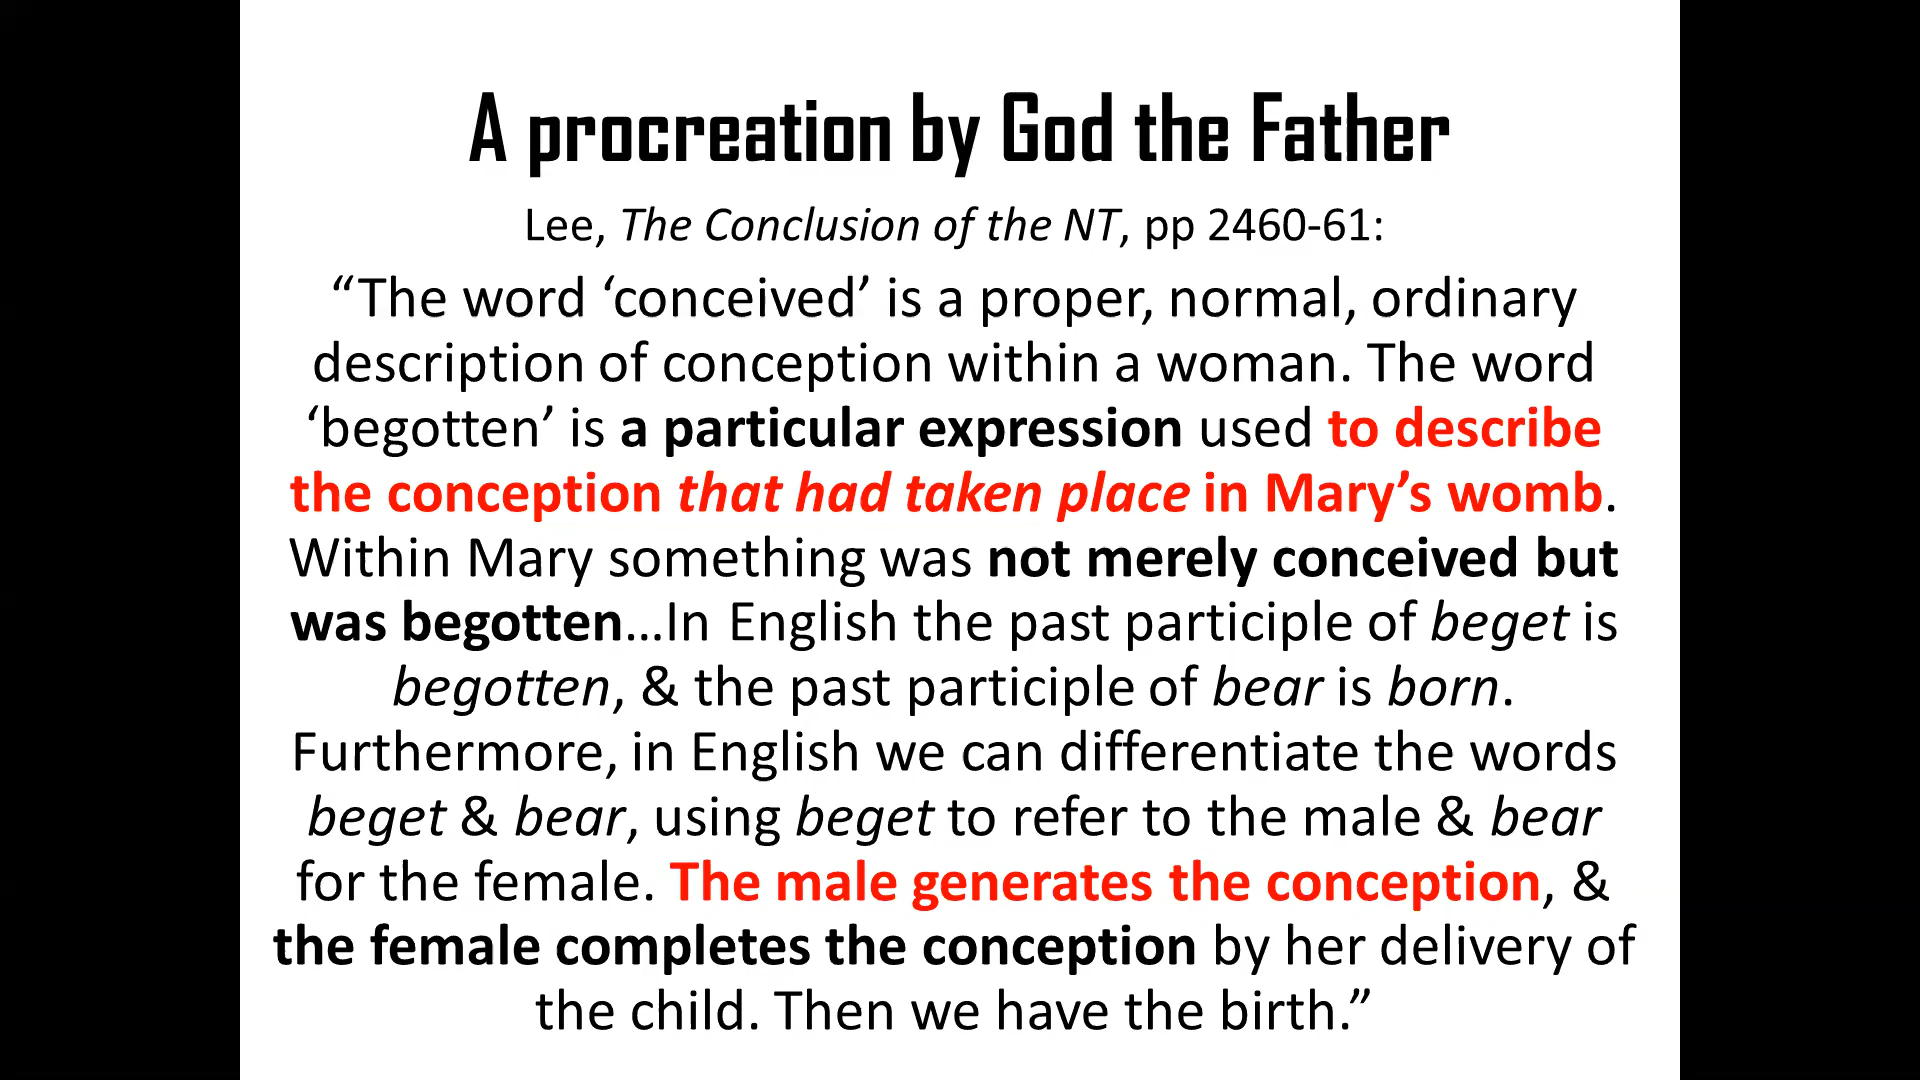 A procreation by God the Father
Lee, The Conclusion of the NT, pp 2460-61:
“The word ‘conceived’ is a proper, normal, ordinary
description of conception within a woman. The word
‘begotten’ is a particular expression used to describe
the conception that had taken place in Mary’s womb.
Within Mary something was not merely conceived but
was begotten…In English the past participle of beget is
begotten, & the past participle of bear is born.
Furthermore, in English we can differentiate the words
beget & bear, using beget to refer to the male & bear
for the female. The male generates the conception, &
the female completes the conception by her delivery of
the child. Then we have the birth.”